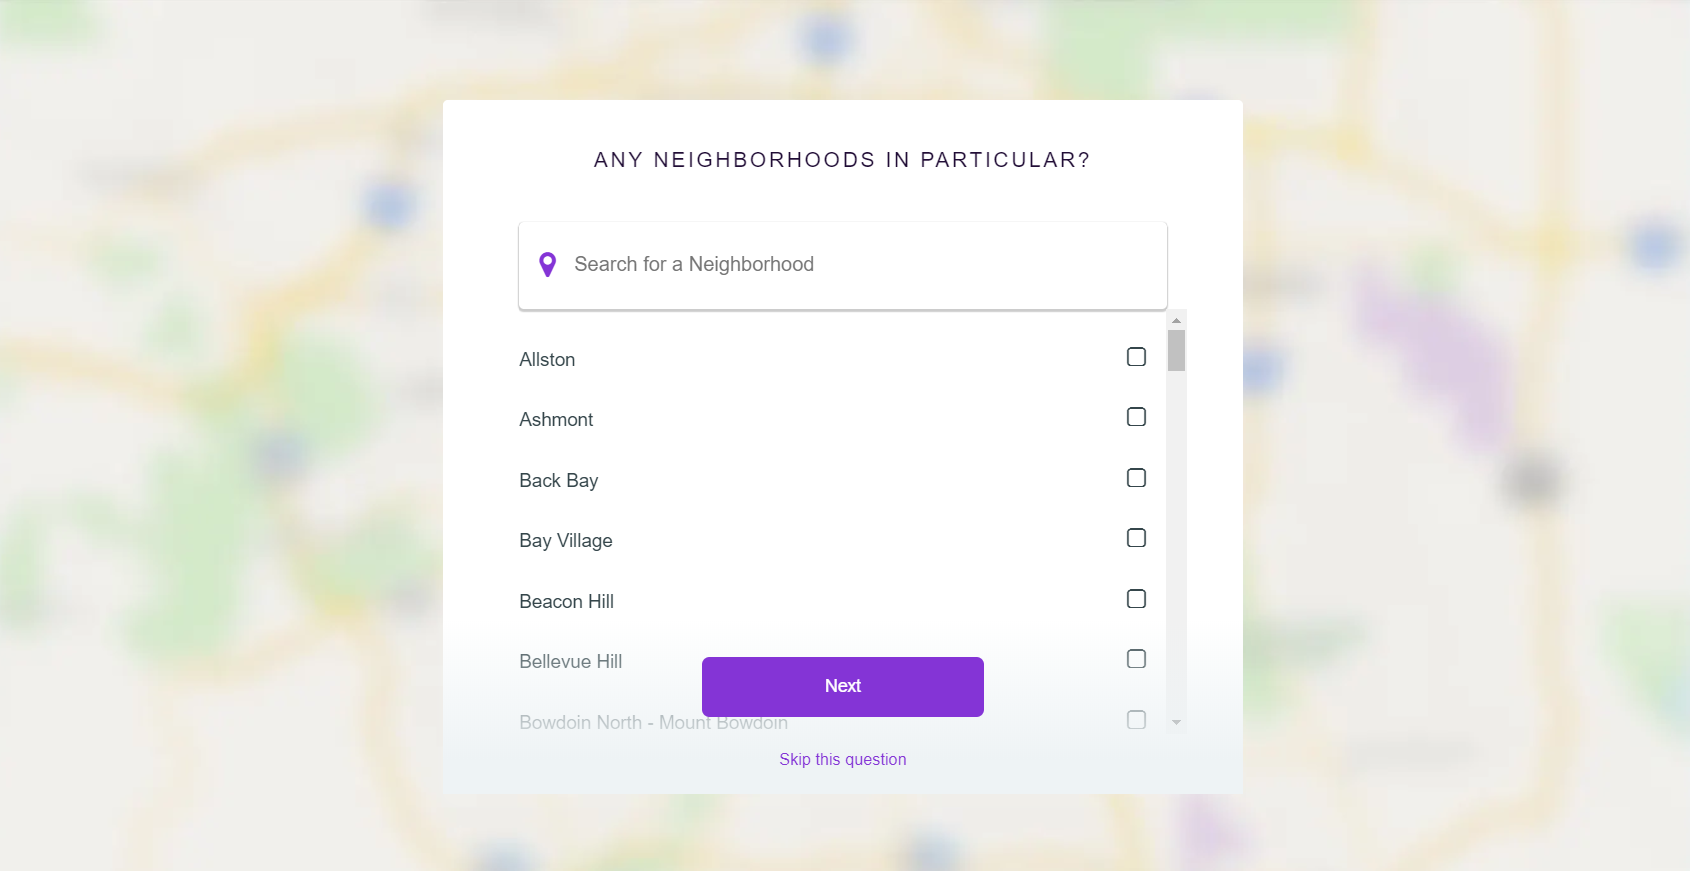 ANY NEIGHBORHOODS IN PARTICULAR?
Search for a Neighborhood
Allston
Ashmont
Back Bay
Bay Village
Beacon Hill
Bellevue Hill
Next
Bowdoin North - Mount Bowdoin
Skip this question